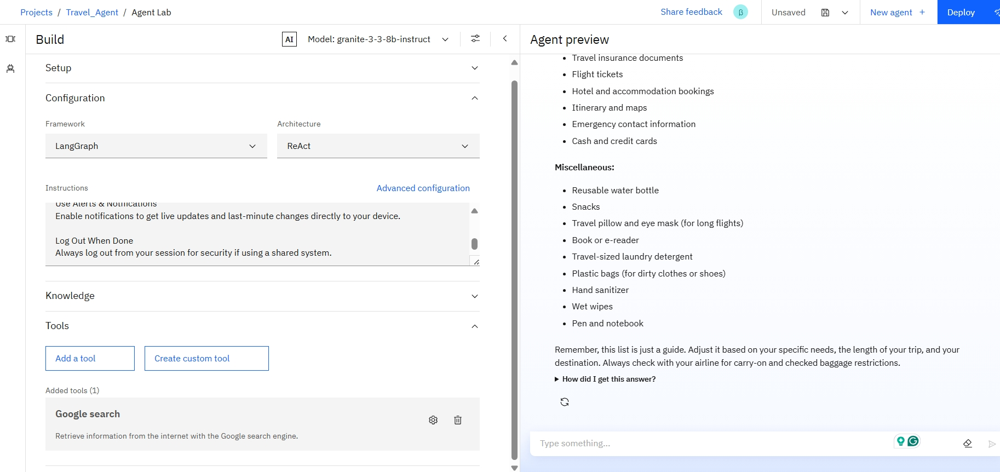 Projects / Travel_Agent / Agent Lab
Share feedback
β
Unsaved
New agent +
Deploy
Build
AI
Model: granite-3-3-8b-instruct
Agent preview
Setup
Configuration
Framework
Architecture
LangGraph
ReAct
Instructions
Advanced configuration
Use Alerts & Notifications
Enable notifications to get live updates and last-minute changes directly to your device.
Log Out When Done
Always log out from your session for security if using a shared system.
Knowledge
Tools
Add a tool
Create custom tool
Added tools (1)
Google search
Retrieve information from the internet with the Google search engine.
• Travel insurance documents
• Flight tickets
• Hotel and accommodation bookings
• Itinerary and maps
• Emergency contact information
• Cash and credit cards
Miscellaneous:
• Reusable water bottle
• Snacks
• Travel pillow and eye mask (for long flights)
• Book or e-reader
• Travel-sized laundry detergent
• Plastic bags (for dirty clothes or shoes)
• Hand sanitizer
• Wet wipes
• Pen and notebook
Remember, this list is just a guide. Adjust it based on your specific needs, the length of your trip, and your
destination. Always check with your airline for carry-on and checked baggage restrictions.
How did I get this answer?
Type something...